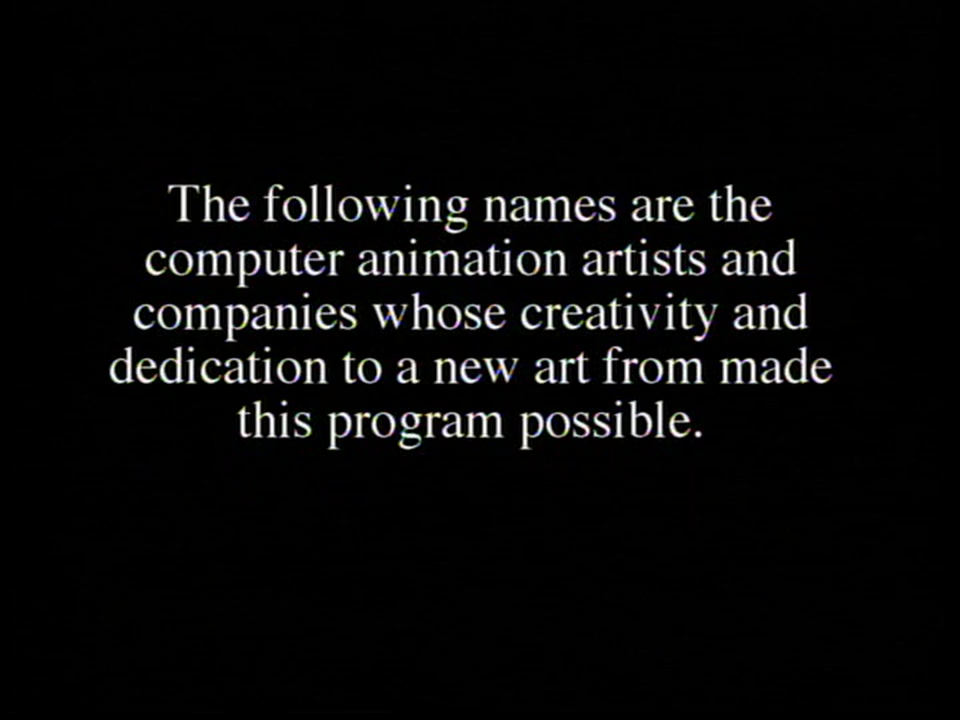 The following names are the
computer animation artists and
companies whose creativity and
dedication to a new art from made
this program possible.